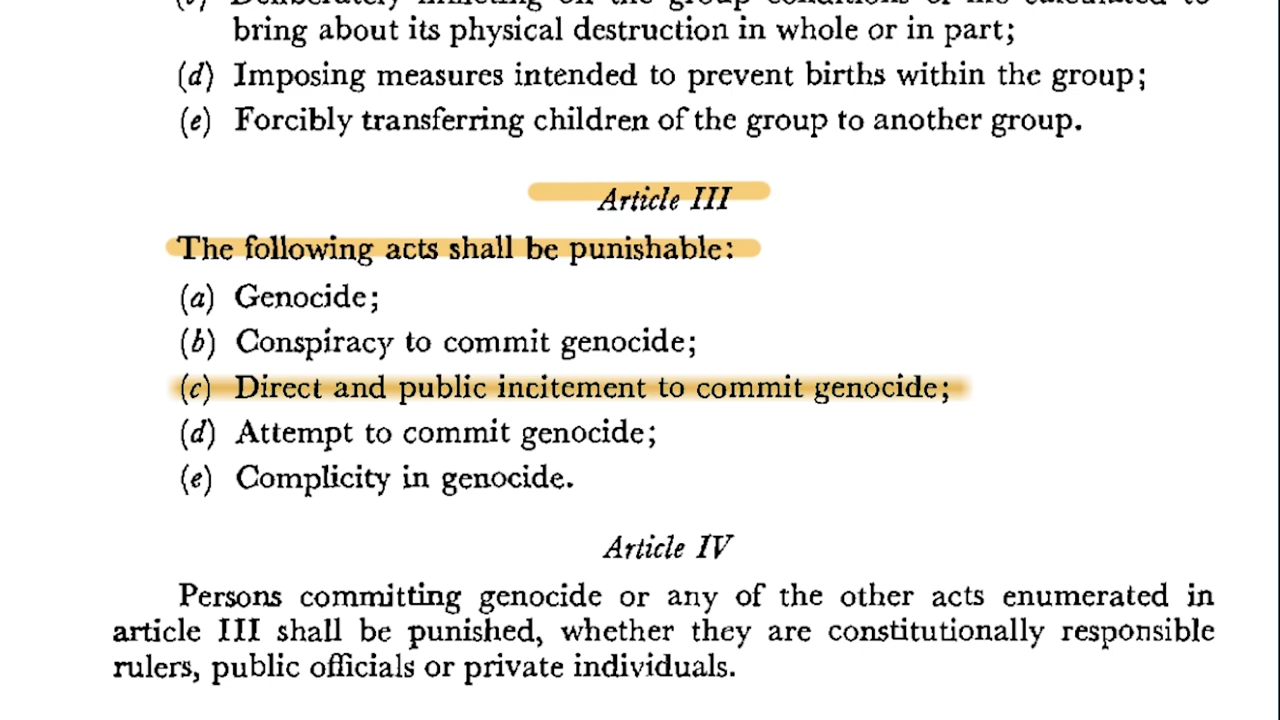 bring about its physical destruction in whole or in part;
(d) Imposing measures intended to prevent births within the group;
(e) Forcibly transferring children of the group to another group.
Article III
The following acts shall be punishable:
(a) Genocide;
(b) Conspiracy to commit genocide;
(c) Direct and public incitement to commit genocide;
(d) Attempt to commit genocide;
(e) Complicity in genocide.
Article IV
Persons committing genocide or any of the other acts enumerated in
article III shall be punished, whether they are constitutionally responsible
rulers, public officials or private individuals.